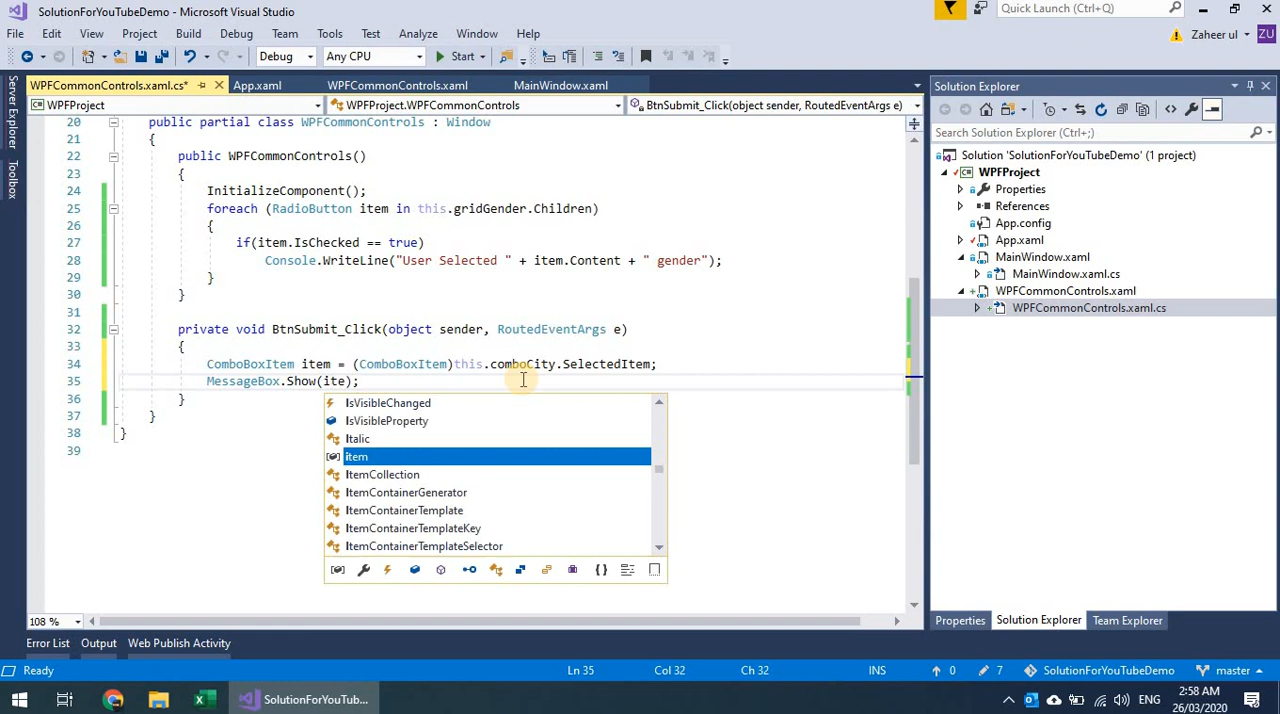 SolutionForYouTubeDemo - Microsoft Visual Studio
Quick Launch (Ctrl+Q)
File Edit View Project Build Debug Team Tools Test Analyze Window Help
Zaheer ul ZU
Debug Any CPU Start
WPFCommonControls.xaml.cs* App.xaml WPFCommonControls.xaml MainWindow.xaml
WPFProject WPFProject.WPFCommonControls BtnSubmit_Click(object sender, RoutedEventArgs e)
Server Explorer
Toolbox
20 public partial class WPFCommonControls : Window
21 {
22 public WPFCommonControls()
23 {
24 InitializeComponent();
25 foreach (RadioButton item in this.gridGender.Children)
26 {
27 if(item.IsChecked == true)
28 Console.WriteLine("User Selected " + item.Content + " gender");
29 }
30 }
31
32 private void BtnSubmit_Click(object sender, RoutedEventArgs e)
33 {
34 ComboBoxItem item = (ComboBoxItem)this.comboCity.SelectedItem;
35 MessageBox.Show(ite);
36 }
37 }
38 }
39
IsVisibleChanged
IsVisibleProperty
Italic
item
ItemCollection
ItemContainerGenerator
ItemContainerTemplate
ItemContainerTemplateKey
ItemContainerTemplateSelector
108 %
Error List Output Web Publish Activity
Solution Explorer
Search Solution Explorer (Ctrl+;)
Solution 'SolutionForYouTubeDemo' (1 project)
WPFProject
Properties
References
App.config
App.xaml
MainWindow.xaml
MainWindow.xaml.cs
WPFCommonControls.xaml
WPFCommonControls.xaml.cs
Properties Solution Explorer Team Explorer
Ready Ln 35 Col 32 Ch 32 INS 0 7 SolutionForYouTubeDemo master
SolutionForYouTub... ENG 2:58 AM
26/03/2020